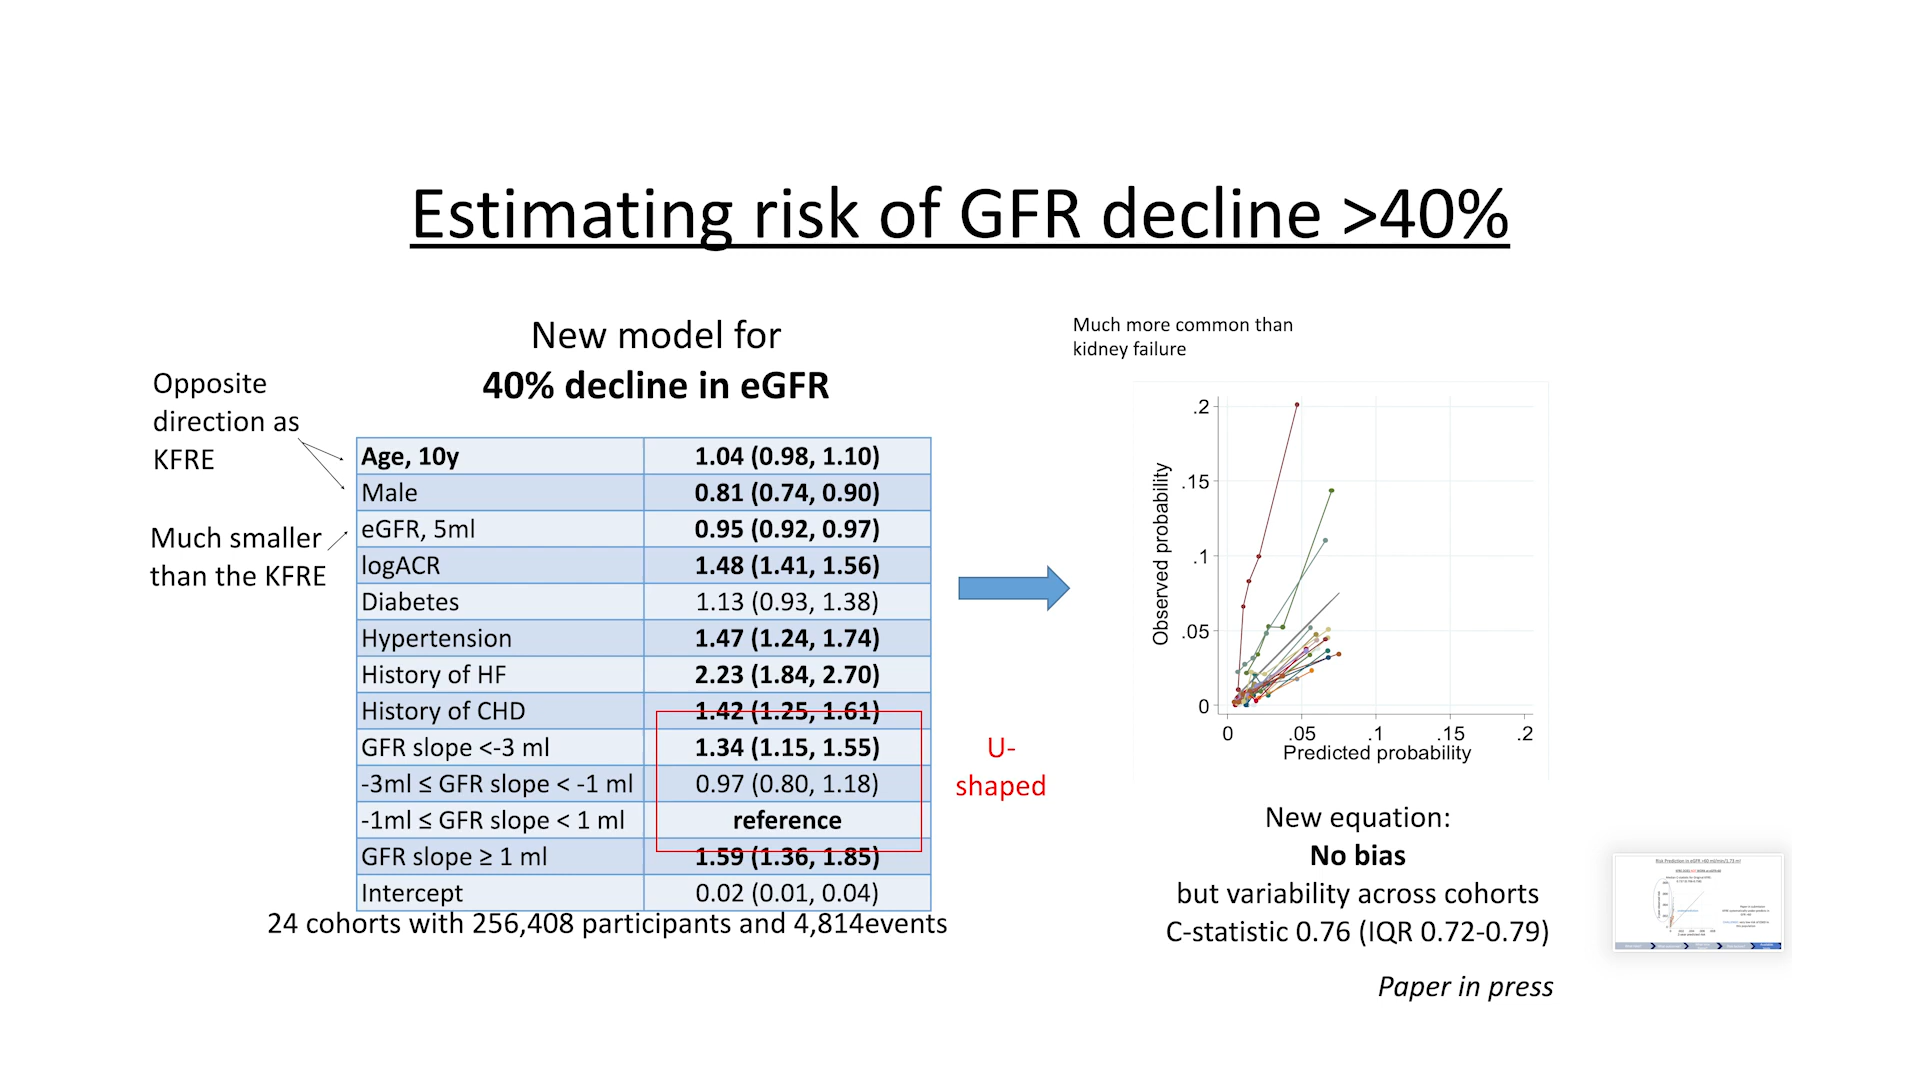 Estimating risk of GFR decline >40%
New model for
40% decline in eGFR
Opposite
direction as
KFRE
Much smaller
than the KFRE
Age, 10y 1.04 (0.98, 1.10)
Male 0.81 (0.74, 0.90)
eGFR, 5ml 0.95 (0.92, 0.97)
logACR 1.48 (1.41, 1.56)
Diabetes 1.13 (0.93, 1.38)
Hypertension 1.47 (1.24, 1.74)
History of HF 2.23 (1.84, 2.70)
History of CHD 1.42 (1.25, 1.61)
GFR slope <-3 ml 1.34 (1.15, 1.55)
-3ml ≤ GFR slope < -1 ml 0.97 (0.80, 1.18)
-1ml ≤ GFR slope < 1 ml reference
GFR slope ≥ 1 ml 1.59 (1.36, 1.85)
Intercept 0.02 (0.01, 0.04)
24 cohorts with 256,408 participants and 4,814events
U-
shaped
Much more common than
kidney failure
Observed probability
.2
.15
.1
.05
0
0 .05 .1 .15 .2
Predicted probability
New equation:
No bias
but variability across cohorts
C-statistic 0.76 (IQR 0.72-0.79)
Paper in press